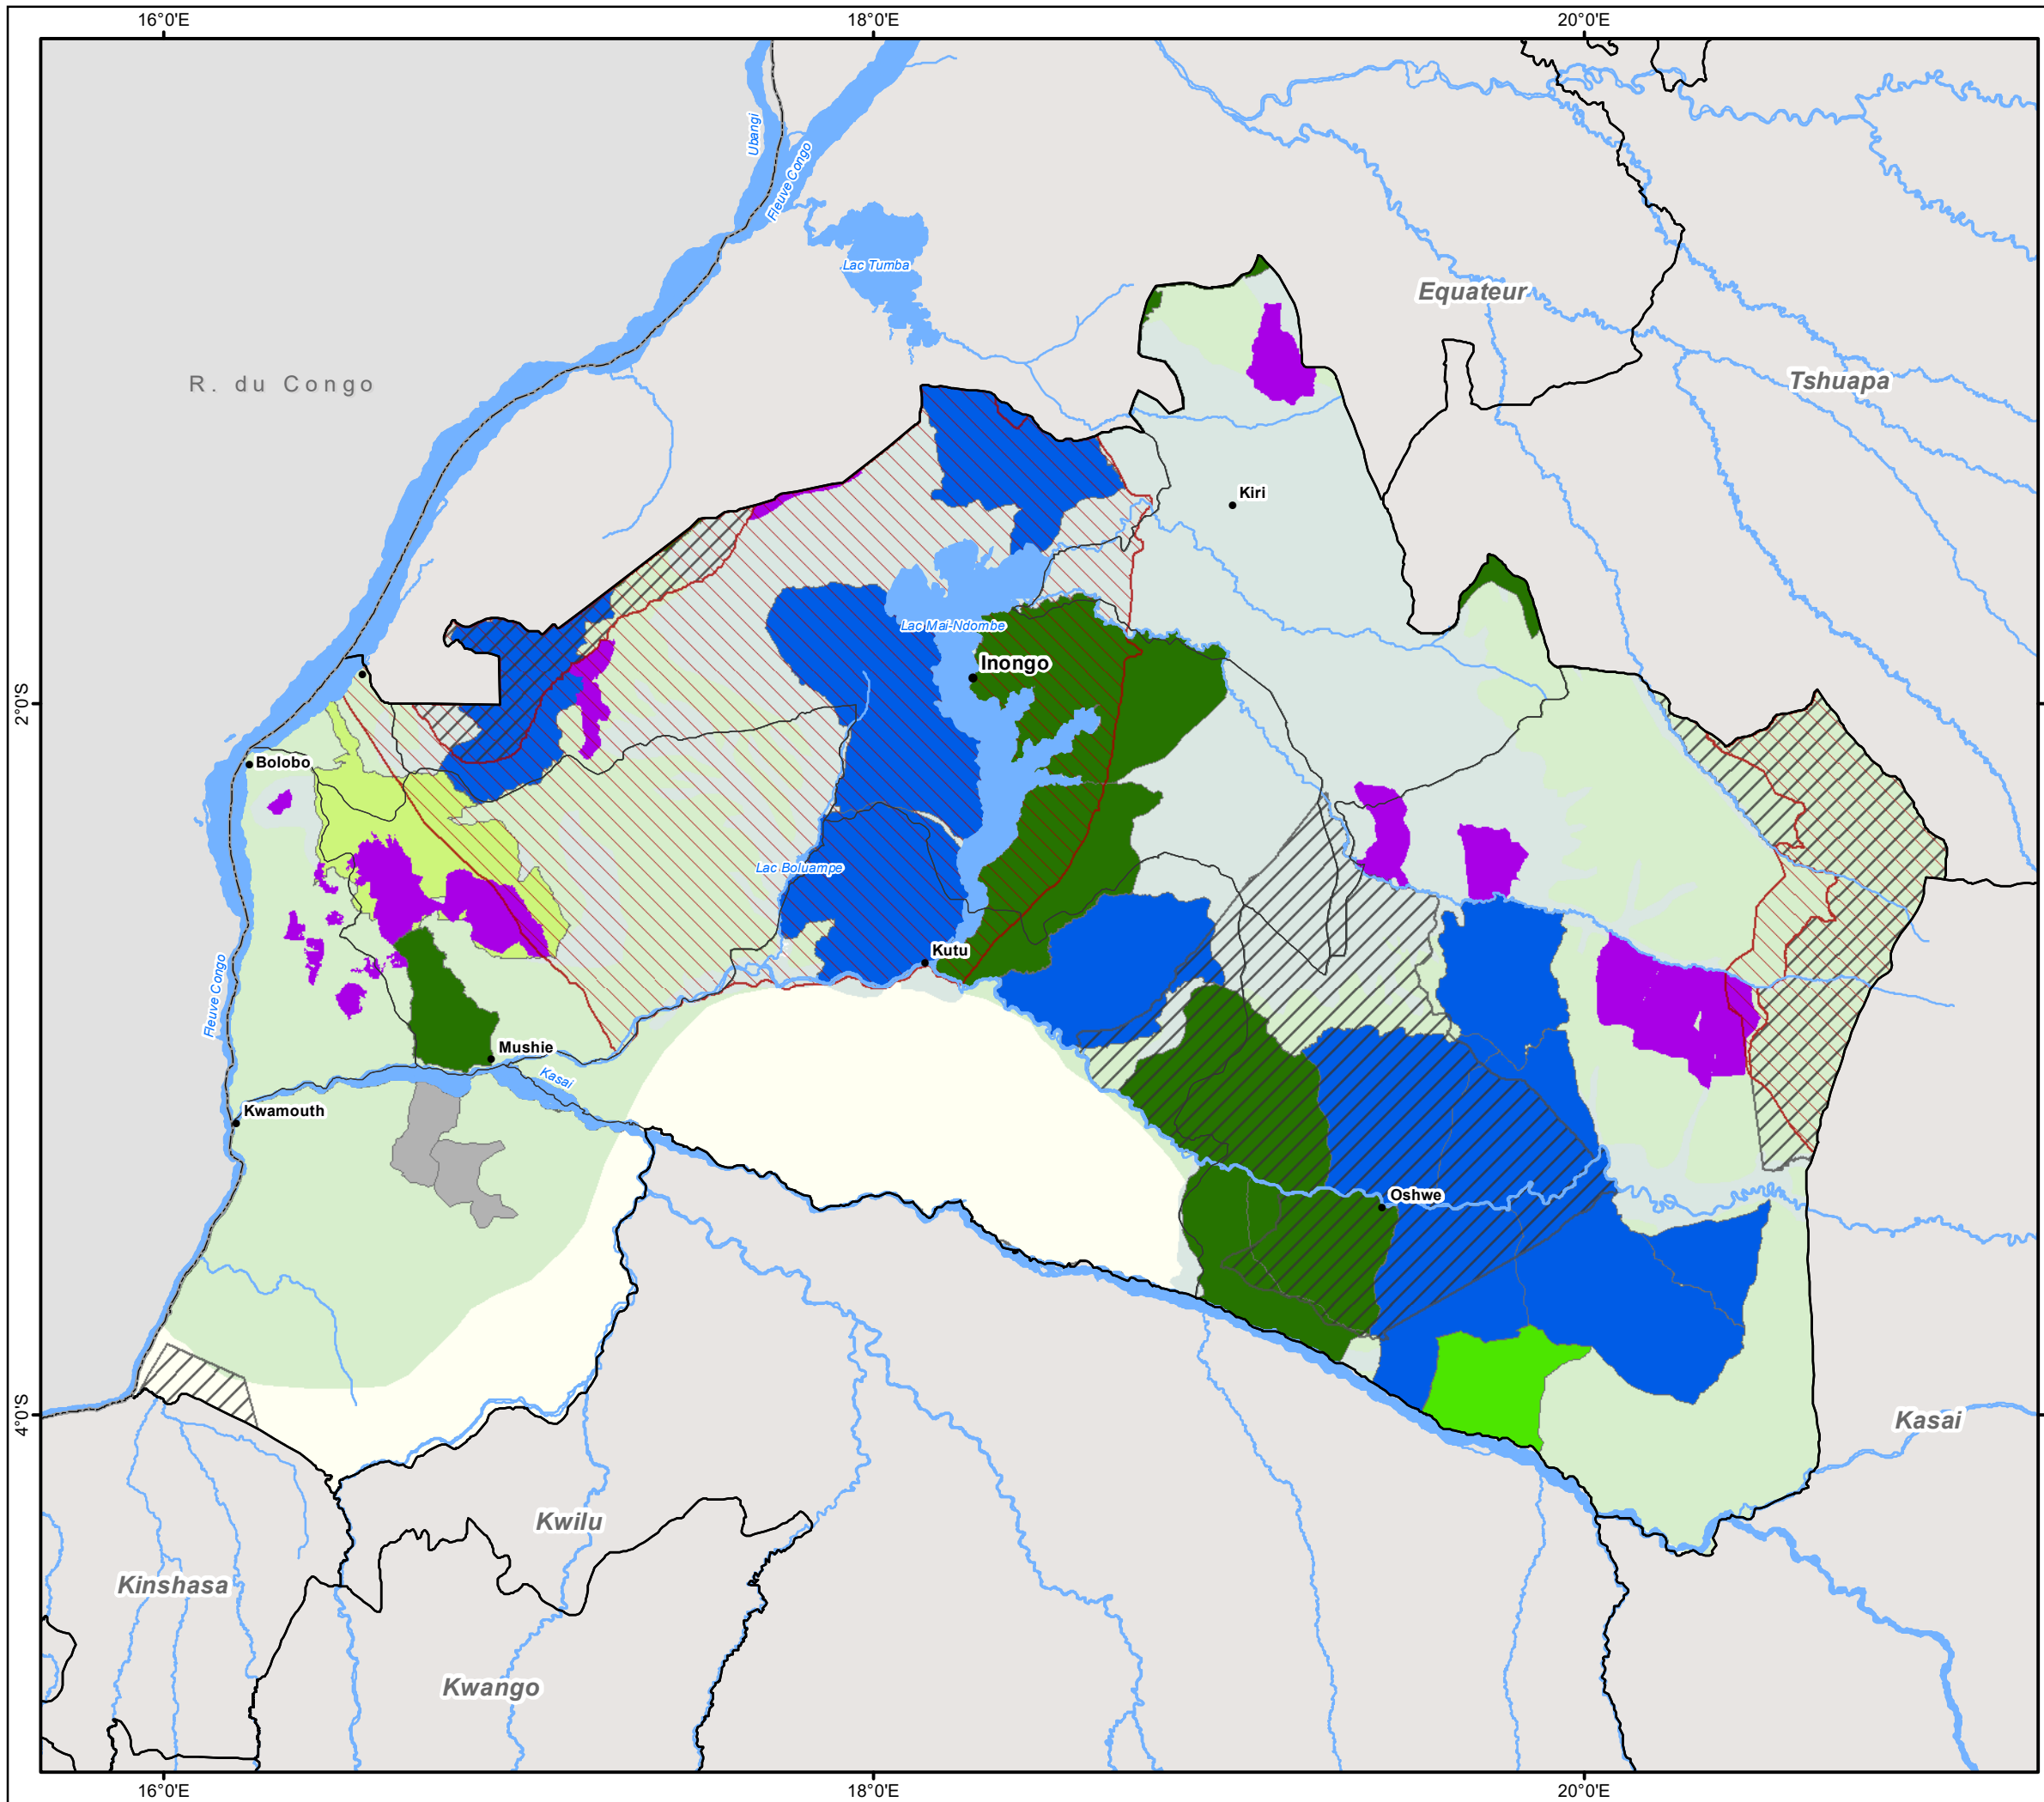 16°0'E
18°0'E
20°0'E
Ubangi
Fleuve Congo
Lac Tumba
Equateur
R. du Congo
Tshuapa
Kiri
Lac Mai-Ndombe
Inongo
2°0'S
Bolobo
Lac Boluampe
Kutu
Fleuve Congo
Mushie
Kasai
Kwamouth
Oshwe
4°0'S
Kasai
Kwilu
Kinshasa
Kwango
16°0'E
18°0'E
20°0'E